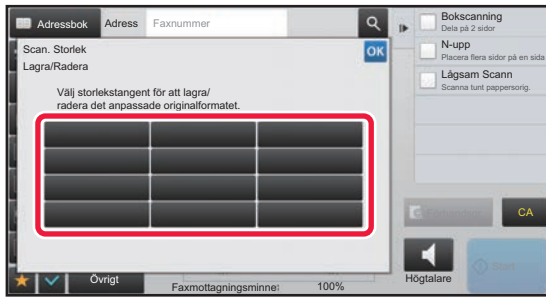 Adressbok
Adress
Faxnummer
Scan. Storlek
OK
Lagra/Radera
Välj storlekstangent för att lagra/
radera det anpassade originalformatet.
Bokscanning
Dela på 2 sidor
N-upp
Placera flera sidor på en sida
Lågsam Scann
Scanna tunt pappersorig.
CA
Högtalare
Start
Övrigt
Faxmottagningsminne:
100%